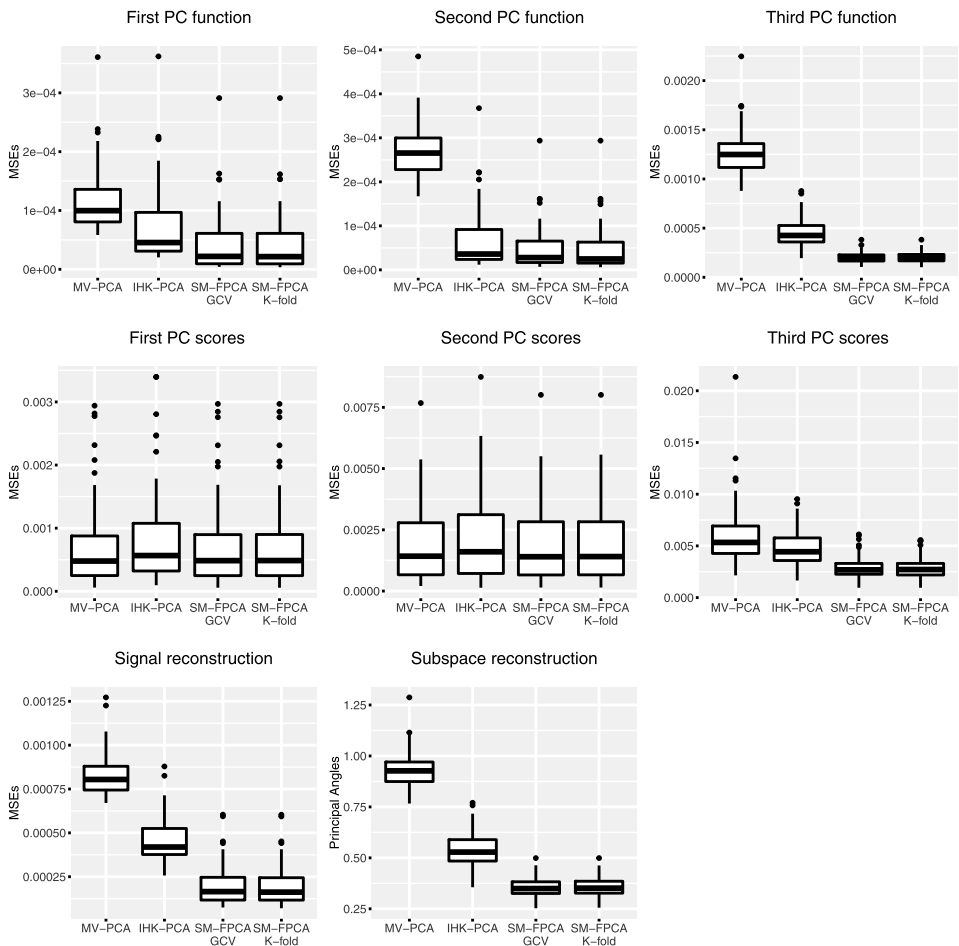 First PC function
Second PC function
Third PC function
MSEs
3e−04
2e−04
1e−04
0e+00
MV−PCA IHK−PCA SM−FPCA SM−FPCA
GCV K−fold
MSEs
5e−04
4e−04
3e−04
2e−04
1e−04
0e+00
MV−PCA IHK−PCA SM−FPCA SM−FPCA
GCV K−fold
MSEs
0.0020
0.0015
0.0010
0.0005
0.0000
MV−PCA IHK−PCA SM−FPCA SM−FPCA
GCV K−fold
First PC scores
Second PC scores
Third PC scores
MSEs
0.003
0.002
0.001
0.000
MV−PCA IHK−PCA SM−FPCA SM−FPCA
GCV K−fold
MSEs
0.0075
0.0050
0.0025
0.0000
MV−PCA IHK−PCA SM−FPCA SM−FPCA
GCV K−fold
MSEs
0.020
0.015
0.010
0.005
0.000
MV−PCA IHK−PCA SM−FPCA SM−FPCA
GCV K−fold
Signal reconstruction
Subspace reconstruction
MSEs
0.00125
0.00100
0.00075
0.00050
0.00025
MV−PCA IHK−PCA SM−FPCA SM−FPCA
GCV K−fold
Principal Angles
1.25
1.00
0.75
0.50
0.25
MV−PCA IHK−PCA SM−FPCA SM−FPCA
GCV K−fold